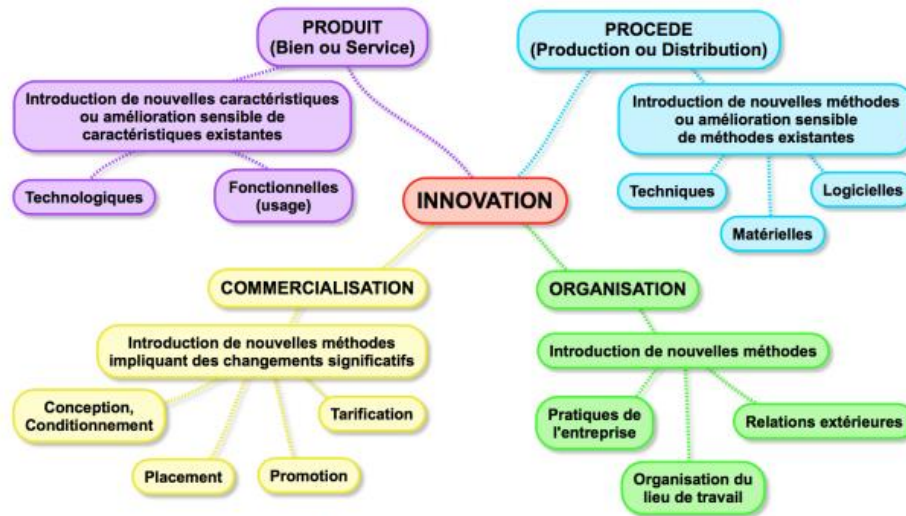 PRODUIT
(Bien ou Service)
Introduction de nouvelles caractéristiques
ou amélioration sensible de
caractéristiques existantes
Technologiques
Fonctionnelles
(usage)
PROCEDE
(Production ou Distribution)
Introduction de nouvelles méthodes
ou amélioration sensible
de méthodes existantes
Techniques
Matérielles
Logicielles
INNOVATION
COMMERCIALISATION
Introduction de nouvelles méthodes
impliquant des changements significatifs
Conception,
Conditionnement
Placement
Promotion
Tarification
ORGANISATION
Introduction de nouvelles méthodes
Pratiques de
l'entreprise
Organisation du
lieu de travail
Relations extérieures